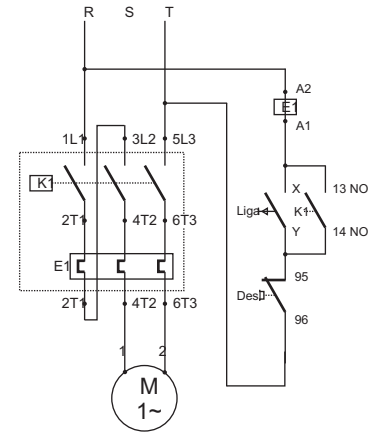 R S T
A2
E1
A1
1L1 3L2 5L3
K1
X 13 NO
Liga K1
2T1 4T2 6T3
Y 14 NO
E1
95
Desl
2T1 4T2 6T3
96
1 2
M
1~